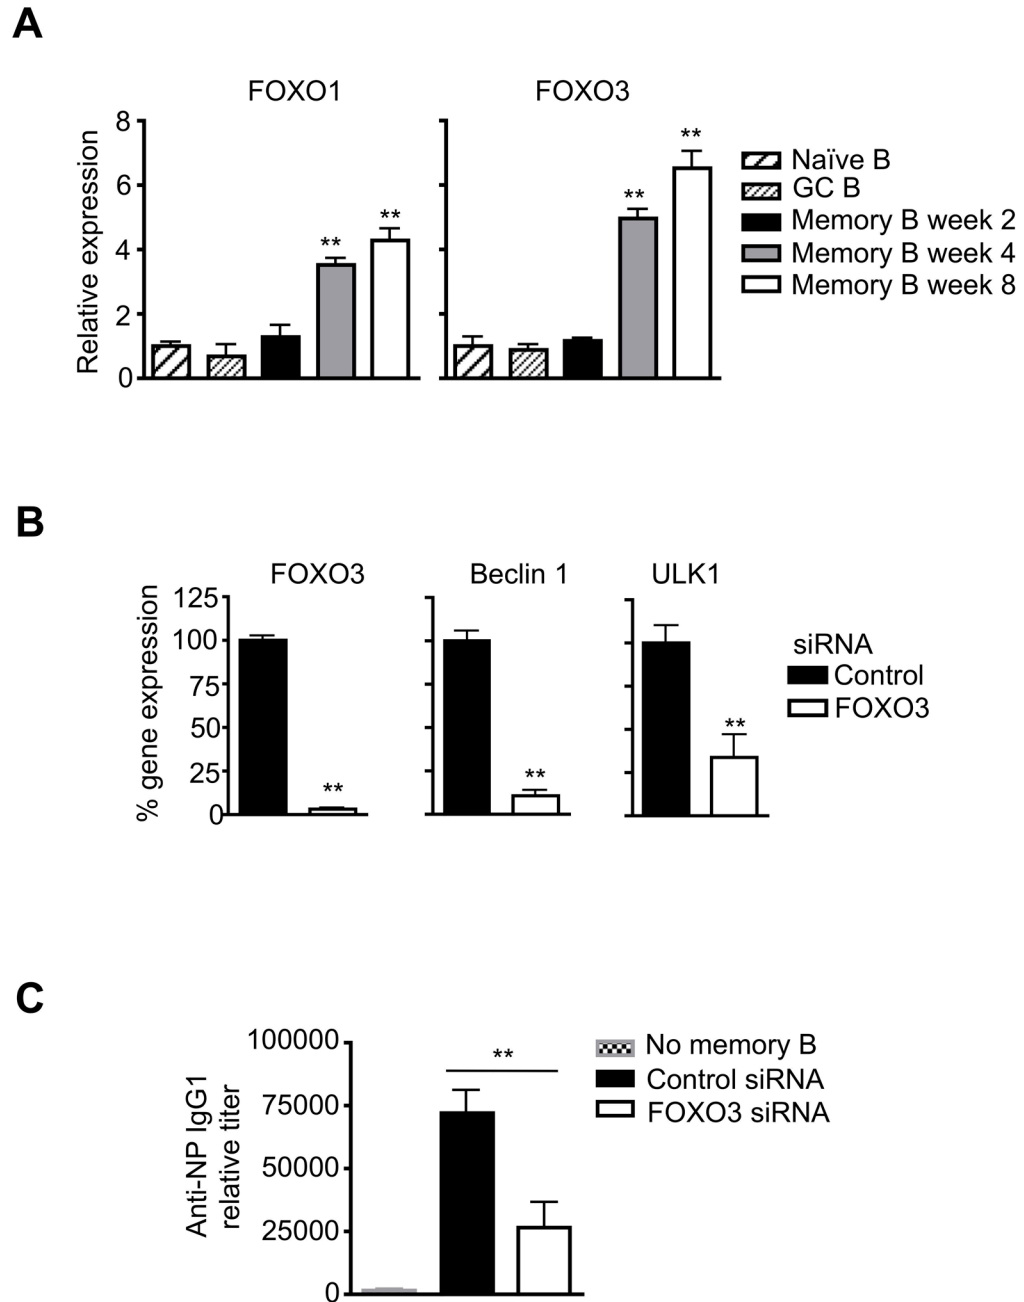 A
FOXO1
FOXO3
Relative expression
8
6
4
2
0
**
**
**
**
Naïve B
GC B
Memory B week 2
Memory B week 4
Memory B week 8
B
FOXO3
Beclin 1
ULK1
% gene expression
125
100
75
50
25
0
**
**
**
siRNA
Control
FOXO3
C
Anti-NP IgG1
relative titer
100000
75000
50000
25000
0
**
No memory B
Control siRNA
FOXO3 siRNA